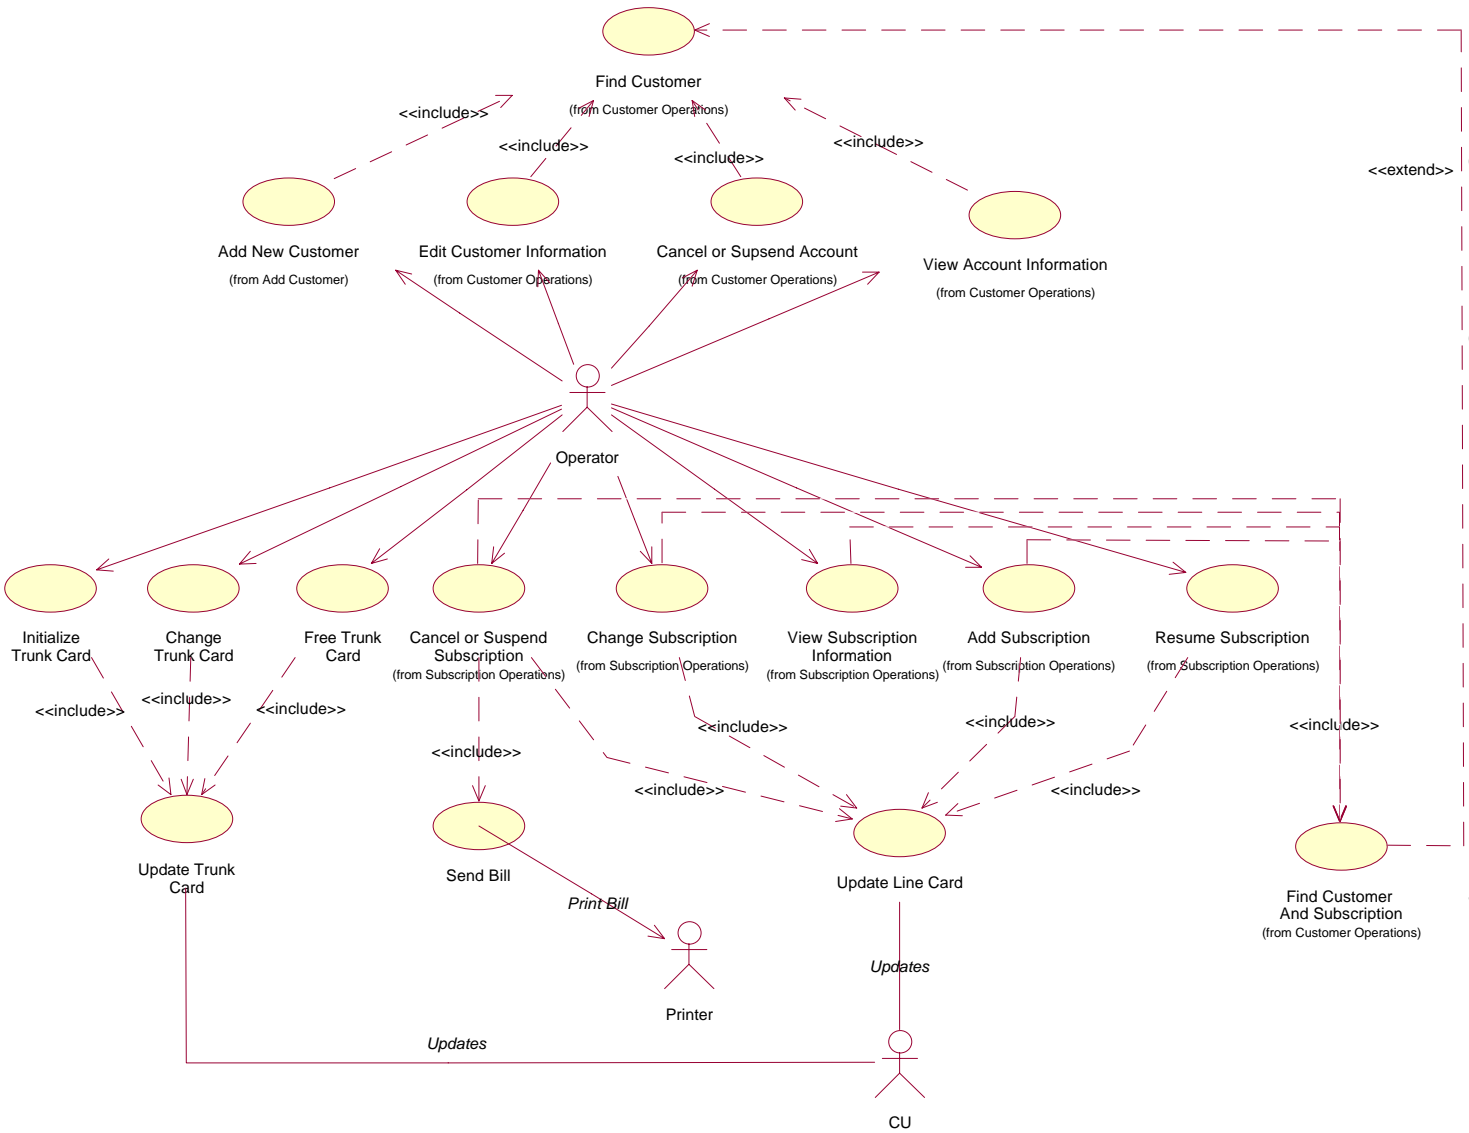 Find Customer
(from Customer Operations)
<<extend>>
<<include>>
<<include>>
<<include>>
<<include>>
Add New Customer
(from Add Customer)
Edit Customer Information
(from Customer Operations)
Cancel or Supsend Account
(from Customer Operations)
View Account Information
(from Customer Operations)
Operator
Initialize
Trunk Card
Change
Trunk Card
Free Trunk
Card
Cancel or Suspend
Subscription
(from Subscription Operations)
Change Subscription
(from Subscription Operations)
View Subscription
Information
(from Subscription Operations)
Add Subscription
(from Subscription Operations)
Resume Subscription
(from Subscription Operations)
<<include>>
<<include>>
<<include>>
<<include>>
<<include>>
<<include>>
<<include>>
<<include>>
<<include>>
Update Trunk
Card
Send Bill
Update Line Card
Find Customer
And Subscription
(from Customer Operations)
Print Bill
Printer
Updates
Updates
CU